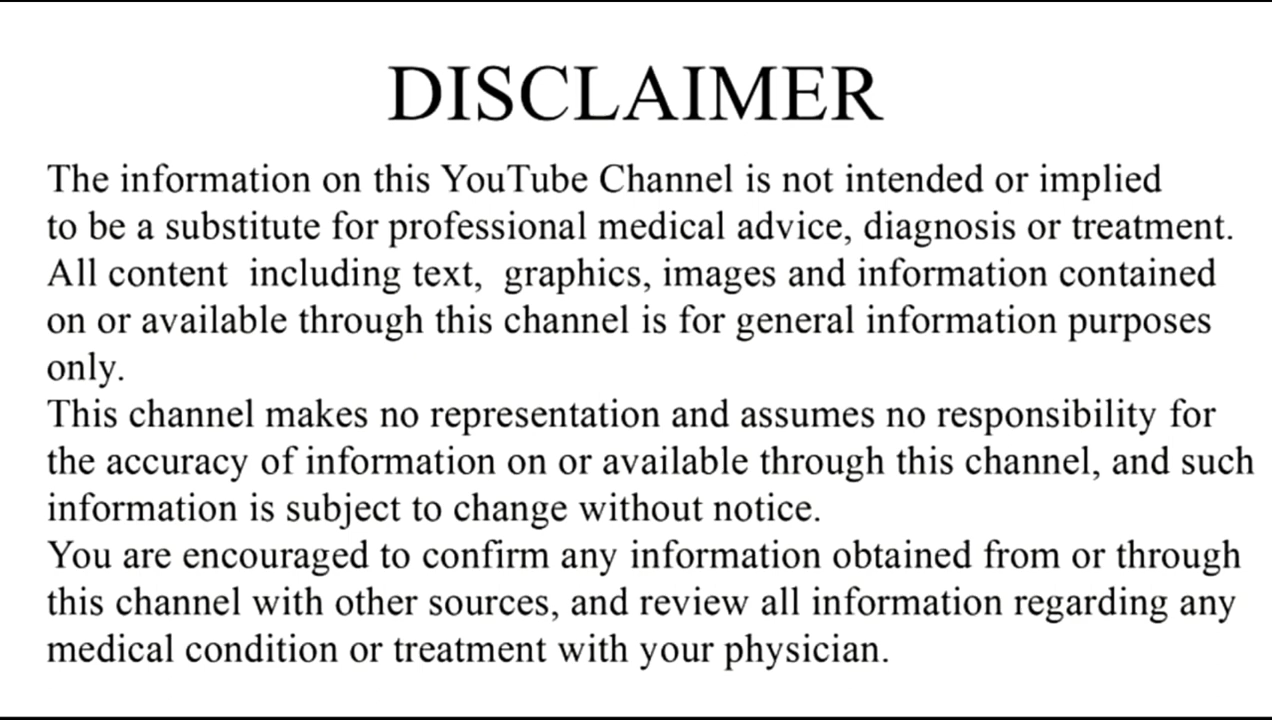 DISCLAIMER
The information on this YouTube Channel is not intended or implied
to be a substitute for professional medical advice, diagnosis or treatment.
All content  including text,  graphics, images and information contained
on or available through this channel is for general information purposes
only.
This channel makes no representation and assumes no responsibility for
the accuracy of information on or available through this channel, and such
information is subject to change without notice.
You are encouraged to confirm any information obtained from or through
this channel with other sources, and review all information regarding any
medical condition or treatment with your physician.